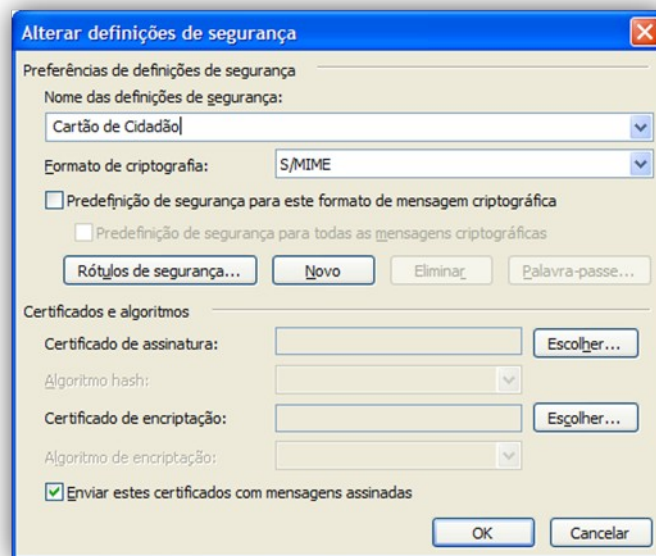 Alterar definições de segurança
Preferências de definições de segurança
Nome das definições de segurança:
Cartão de Cidadão
Formato de criptografia: S/MIME
Predefinição de segurança para este formato de mensagem criptográfica
Predefinição de segurança para todas as mensagens criptográficas
Rótulos de segurança... Novo Eliminar Palavra-passe...
Certificados e algoritmos
Certificado de assinatura: Escolher...
Algoritmo hash:
Certificado de encriptação: Escolher...
Algoritmo de encriptação:
Enviar estes certificados com mensagens assinadas
OK Cancelar